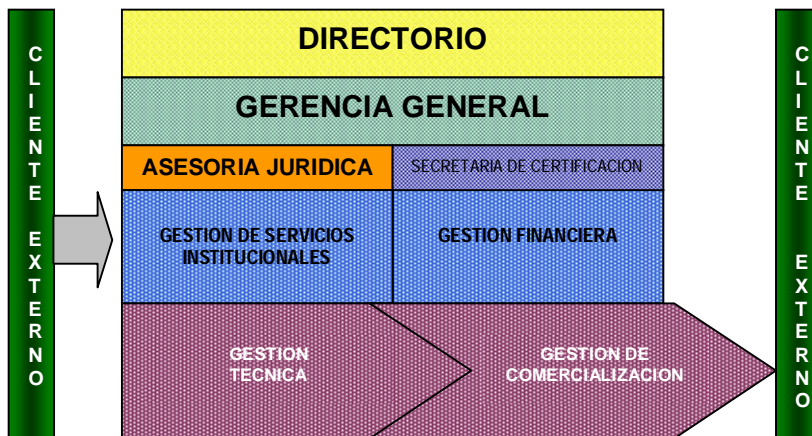 CLIENTE EXTERNO
DIRECTORIO
GERENCIA GENERAL
ASESORIA JURIDICA
SECRETARIA DE CERTIFICACION
GESTION DE SERVICIOS
INSTITUCIONALES
GESTION FINANCIERA
GESTION
TECNICA
GESTION DE
COMERCIALIZACION
CLIENTE EXTERNO